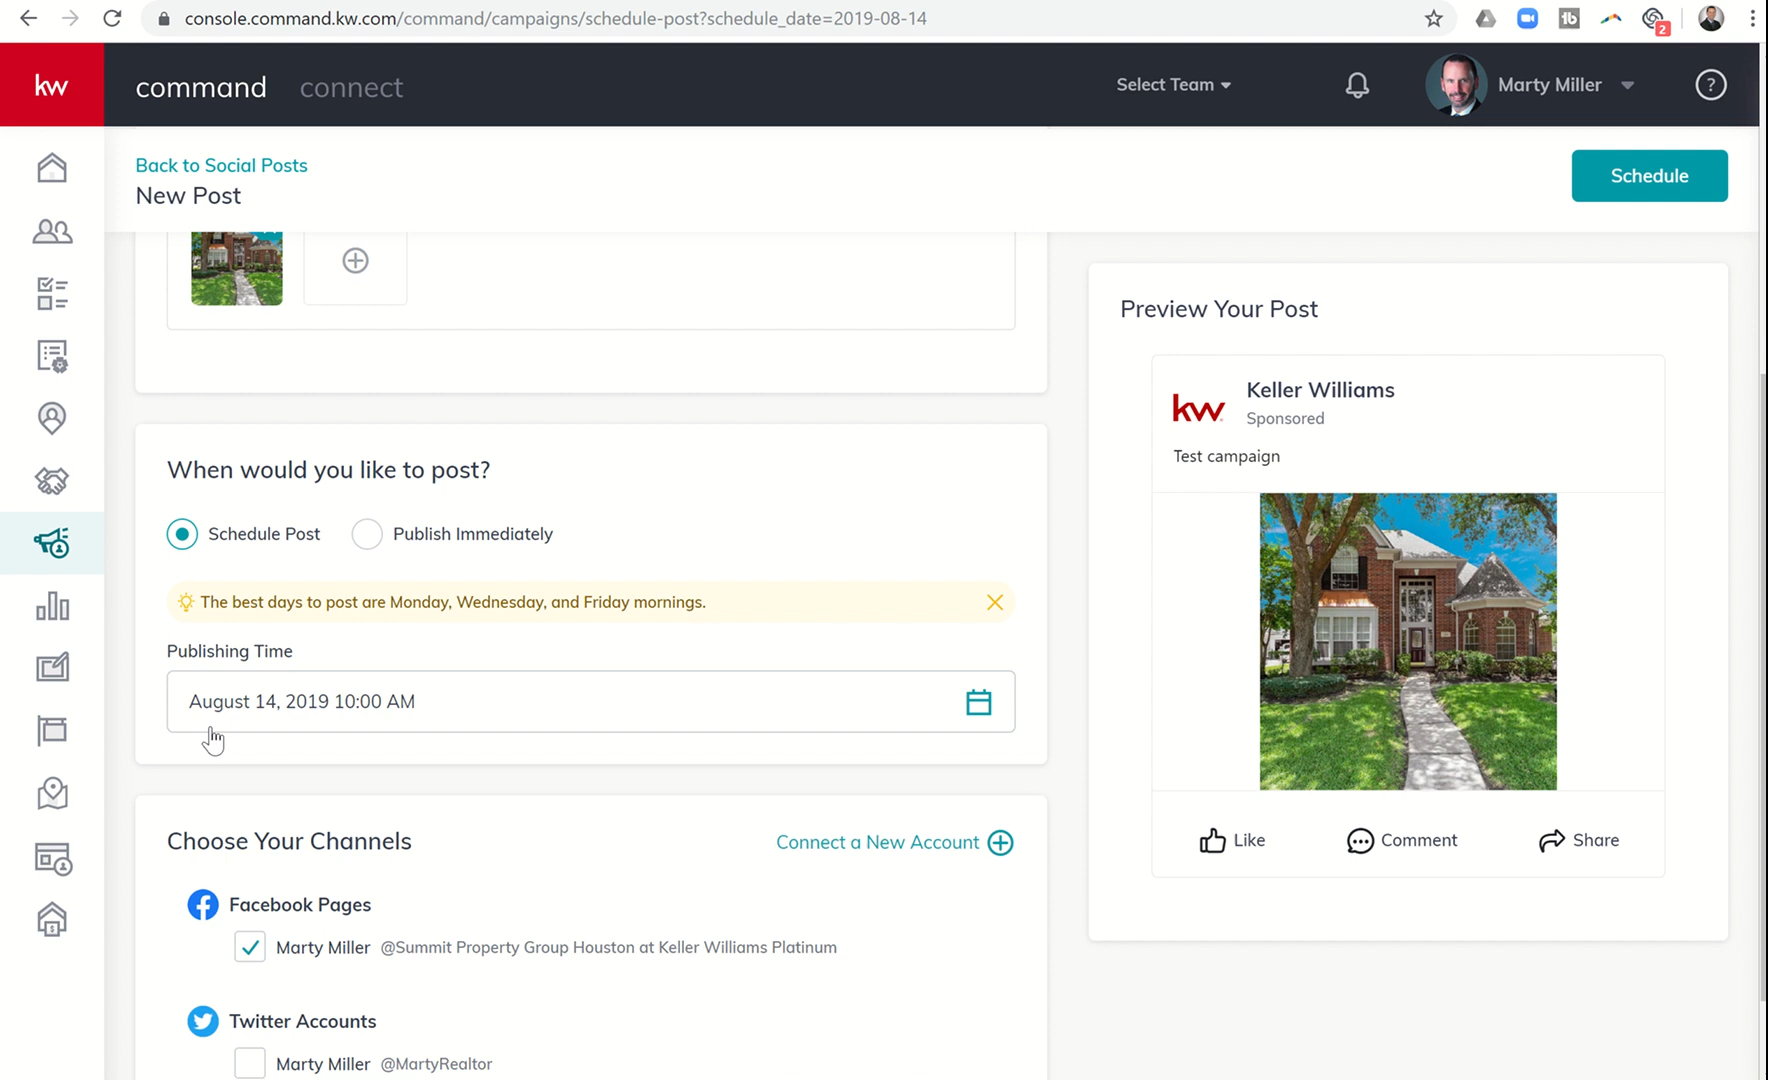 console.command.kw.com/command/campaigns/schedule-post?schedule_date=2019-08-14
2
kw
command
connect
Select Team
Marty Miller
?
Back to Social Posts
New Post
Schedule
When would you like to post?
Schedule Post
Publish Immediately
The best days to post are Monday, Wednesday, and Friday mornings.
Publishing Time
August 14, 2019 10:00 AM
Choose Your Channels
Connect a New Account
Facebook Pages
Marty Miller @Summit Property Group Houston at Keller Williams Platinum
Twitter Accounts
Marty Miller @MartyRealtor
Preview Your Post
kw
Keller Williams
Sponsored
Test campaign
Like
Comment
Share